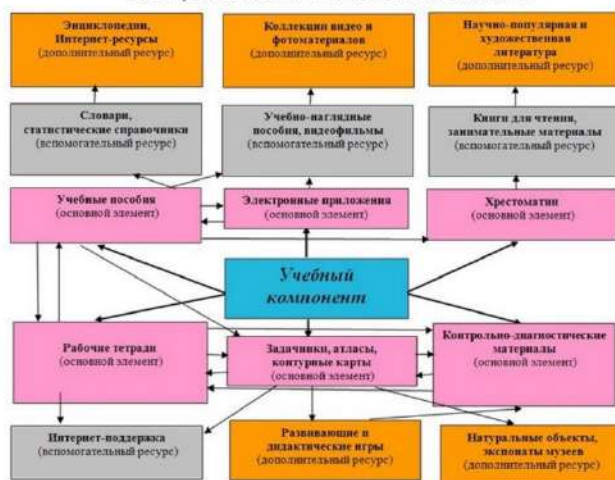 Энциклопедии,
Интернет-ресурсы
(дополнительный ресурс)
Коллекции видео и
фотоматериалов
(дополнительный ресурс)
Научно-популярная и
художественная
литература
(дополнительный ресурс)
Словари,
статистические справочники
(вспомогательный ресурс)
Учебно-наглядные
пособия, видеофильмы
(вспомогательный ресурс)
Книги для чтения,
занимательные материалы
(вспомогательный ресурс)
Учебные пособия
(основной элемент)
Электронные приложения
(основной элемент)
Хрестоматии
(основной элемент)
Учебный
компонент
Рабочие тетради
(основной элемент)
Задачники, атласы,
контурные карты
(основной элемент)
Контрольно-диагностические
материалы
(основной элемент)
Интернет-поддержка
(вспомогательный ресурс)
Развивающие и
дидактические игры
(дополнительный ресурс)
Натуральные объекты,
экспонаты музеев
(дополнительный ресурс)